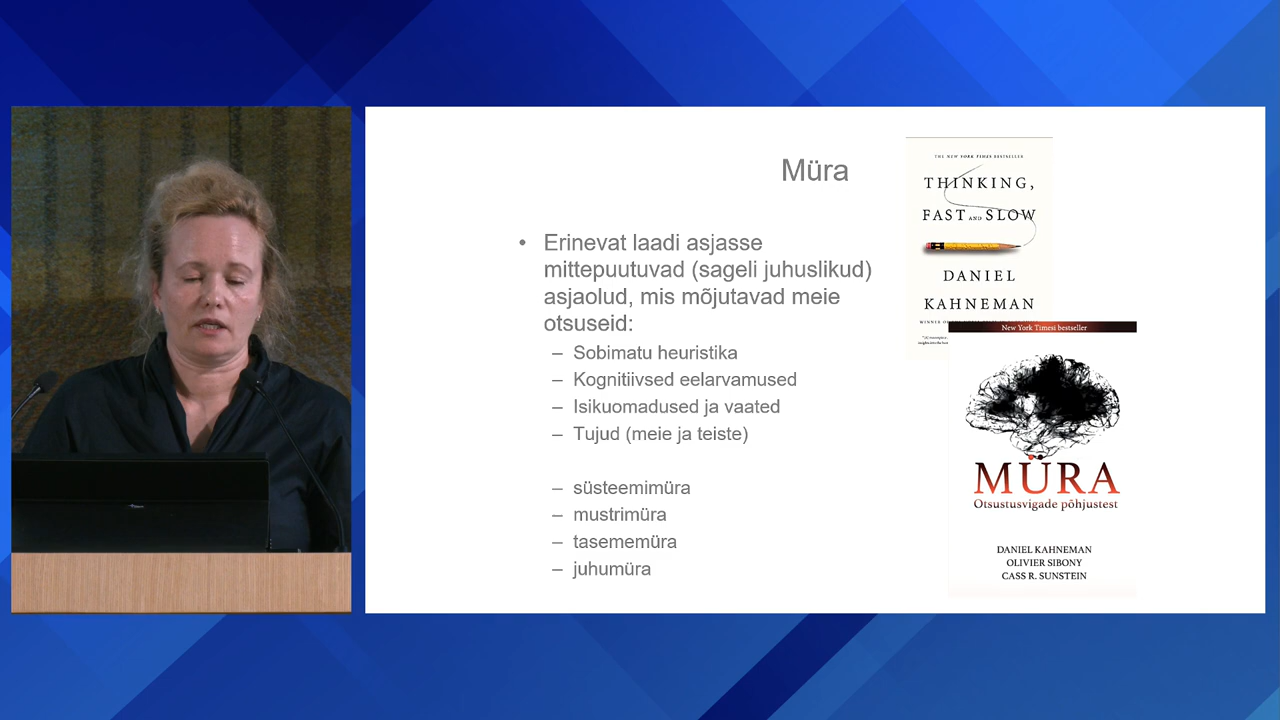 Müra
• Erinevat laadi asjasse
mittepuutuvad (sageli juhuslikud)
asjaolud, mis mõjutavad meie
otsuseid:
– Sobimatu heuristika
– Kognitiivsed eelarvamused
– Isikuomadused ja vaated
– Tujud (meie ja teiste)
– süsteemimüra
– mustrimüra
– tasememüra
– juhumüra
THE NEW YORK TIMES BESTSELLER
THINKING,
FAST AND SLOW
DANIEL
KAHNEMAN
New York Timesi bestseller
MÜRA
Otsustusvigade põhjustest
DANIEL KAHNEMAN
OLIVIER SIBONY
CASS R. SUNSTEIN